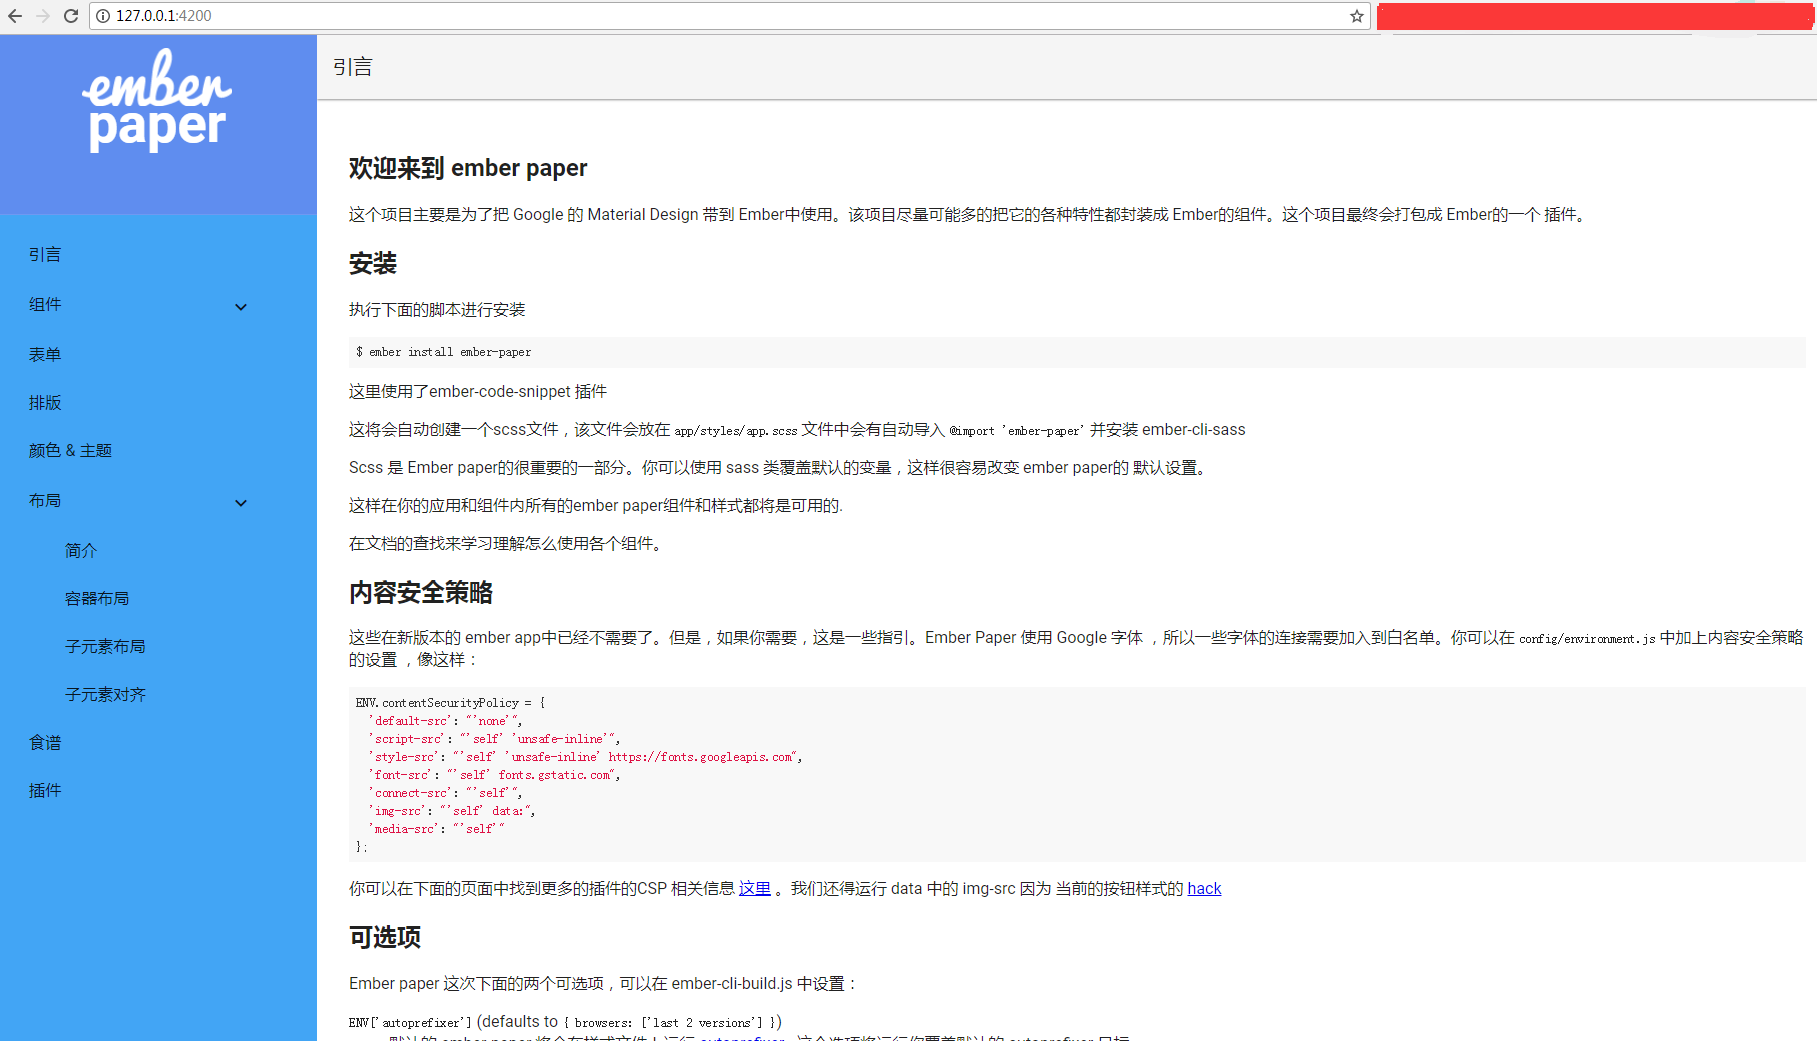 127.0.0.1:4200
ember
paper
引言
组件
表单
排版
颜色 & 主题
布局
简介
容器布局
子元素布局
子元素对齐
食谱
插件
引言
欢迎来到 ember paper
这个项目主要是为了把 Google 的 Material Design 带到 Ember中使用。该项目尽量可能多的把它的各种特性都封装成 Ember的组件。这个项目最终会打包成 Ember的一个 插件。
安装
执行下面的脚本进行安装
$ ember install ember-paper
这里使用了ember-code-snippet 插件
这将会自动创建一个scss文件，该文件会放在 app/styles/app.scss 文件中会有自动导入 @import 'ember-paper' 并安装 ember-cli-sass
Scss 是 Ember paper的很重要的一部分。你可以使用 sass 类覆盖默认的变量，这样很容易改变 ember paper的 默认设置。
这样在你的应用和组件内所有的ember paper组件和样式都将是可用的.
在文档的查找来学习理解怎么使用各个组件。
内容安全策略
这些在新版本的 ember app中已经不需要了。但是，如果你需要，这是一些指引。Ember Paper 使用 Google 字体 ，所以一些字体的连接需要加入到白名单。你可以在 config/environment.js 中加上内容安全策略
的设置 ，像这样：
ENV.contentSecurityPolicy = {
'default-src': "'none'",
'script-src': "'self' 'unsafe-inline'",
'style-src': "'self' 'unsafe-inline' https://fonts.googleapis.com",
'font-src': "'self' fonts.gstatic.com",
'connect-src': "'self'",
'img-src': "'self' data:",
'media-src': "'self'"
};
你可以在下面的页面中找到更多的插件的CSP 相关信息 这里 。我们还得运行 data 中的 img-src 因为 当前的按钮样式的 hack
可选项
Ember paper 这次下面的两个可选项，可以在 ember-cli-build.js 中设置：
ENV['autoprefixer'] (defaults to { browsers: ['last 2 versions'] })